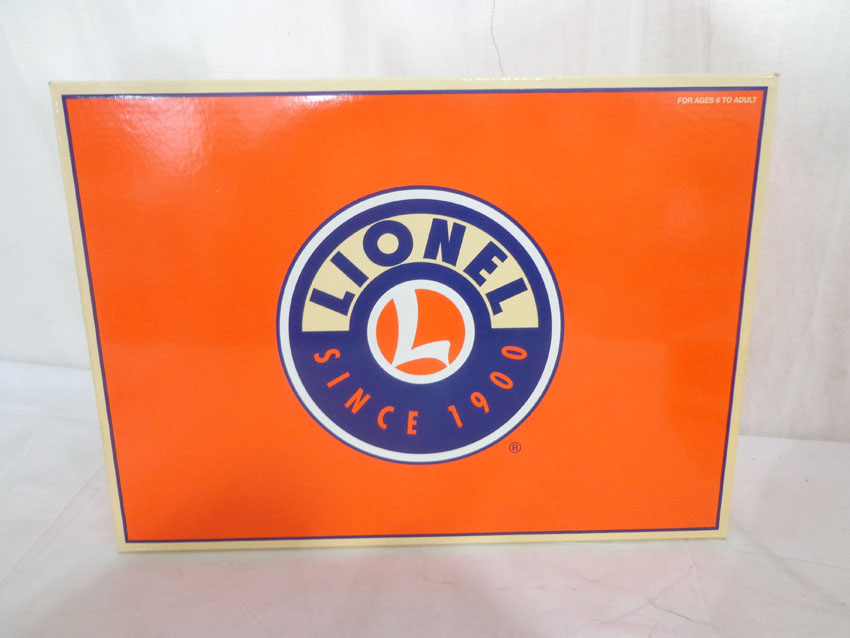 FOR AGES 8 TO ADULT
LIONEL
L
SINCE 1900
®